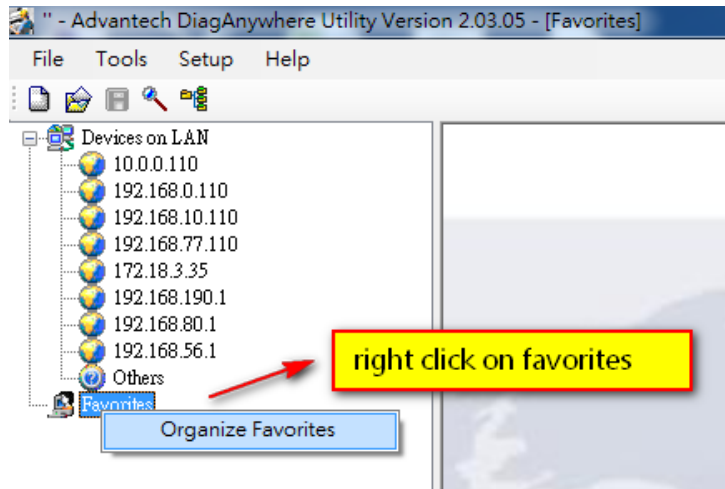 '' - Advantech DiagAnywhere Utility Version 2.03.05 - [Favorites]
File Tools Setup Help
Devices on LAN
10.0.0.110
192.168.0.110
192.168.10.110
192.168.77.110
172.18.3.35
192.168.190.1
192.168.80.1
192.168.56.1
Others
Favorites
right click on favorites
Organize Favorites